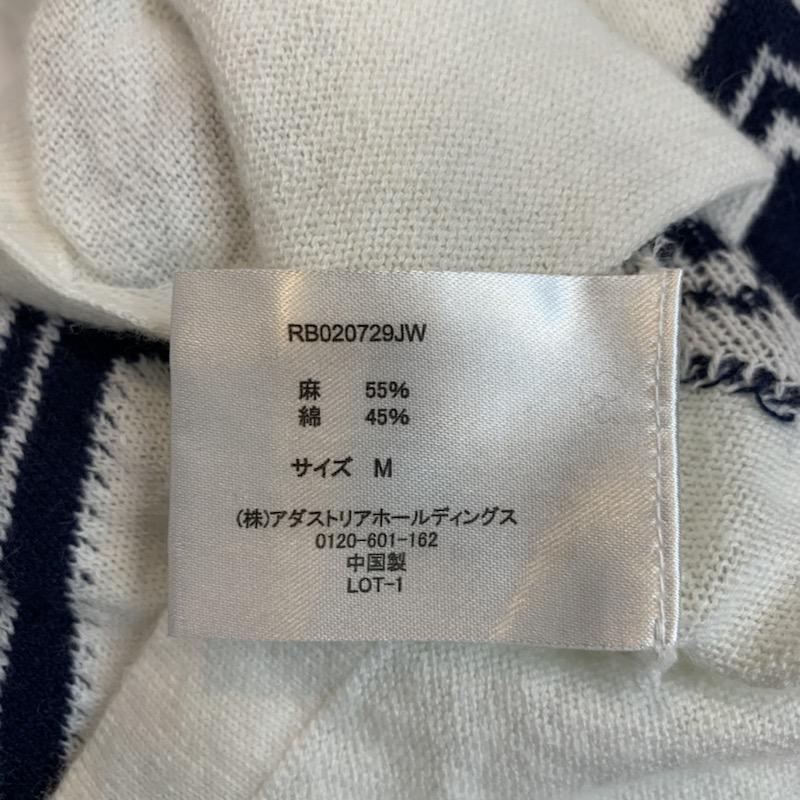 RB020729JW
麻 55%
綿 45%
サイズ M
(株)アダストリアホールディングス
0120-601-162
中国製
LOT-1